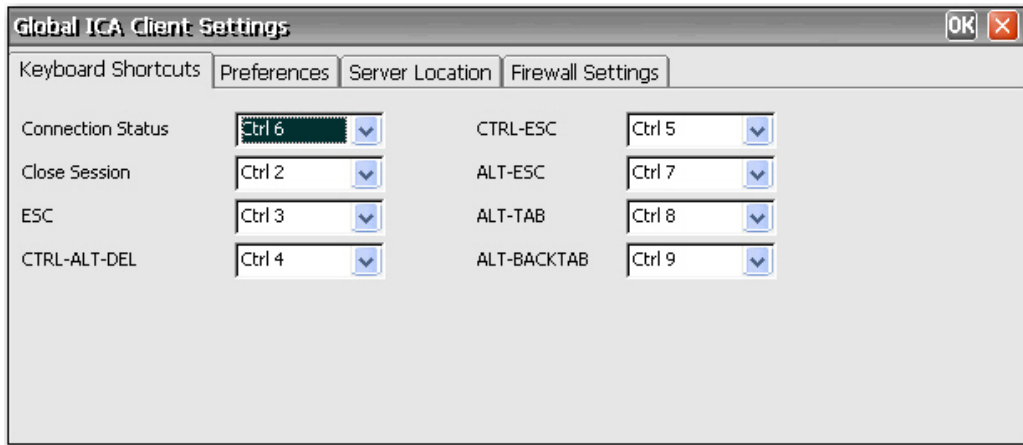 Global ICA Client Settings OK
Keyboard Shortcuts Preferences Server Location Firewall Settings
Connection Status Ctrl 6 CTRL-ESC Ctrl 5
Close Session Ctrl 2 ALT-ESC Ctrl 7
ESC Ctrl 3 ALT-TAB Ctrl 8
CTRL-ALT-DEL Ctrl 4 ALT-BACKTAB Ctrl 9